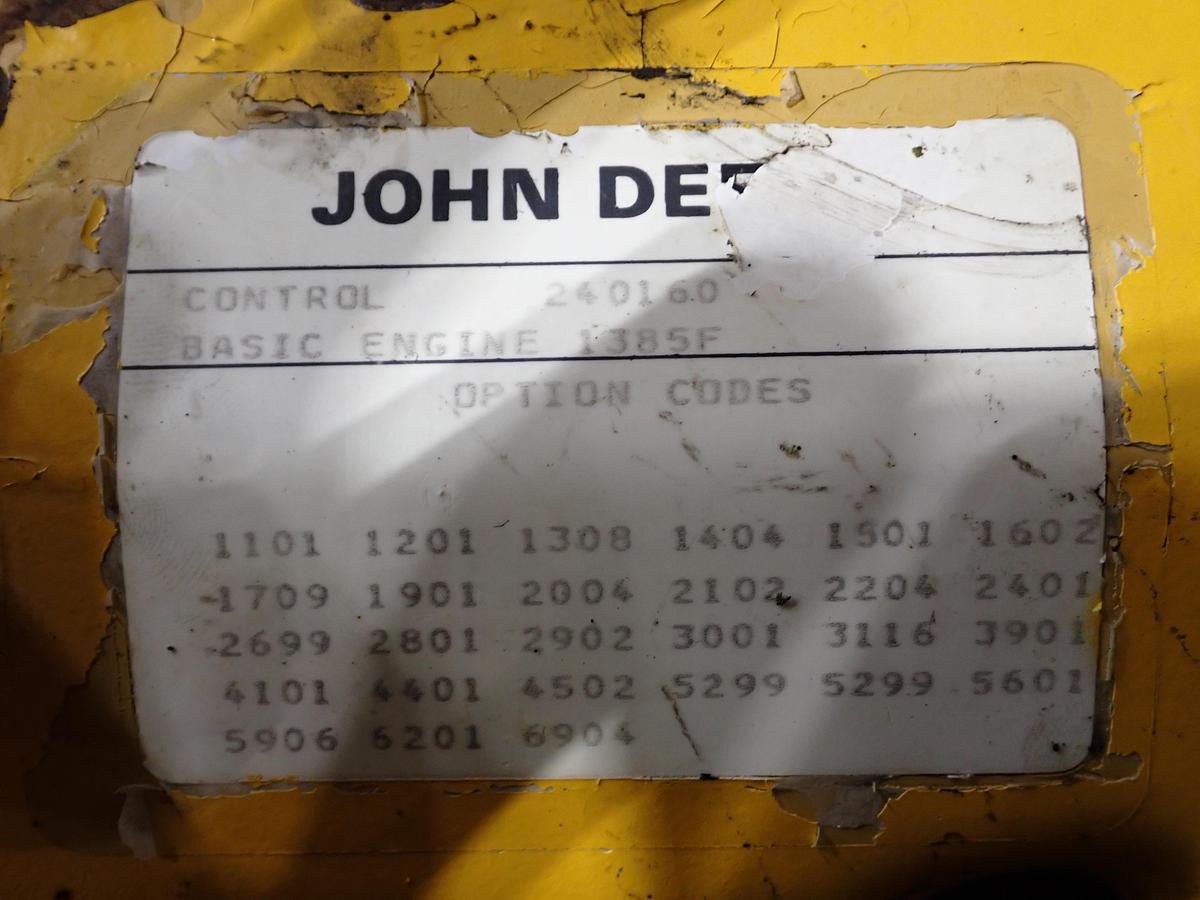 JOHN DEE
CONTROL 240160
BASIC ENGINE 1385F
OPTION CODES
1101 1201 1308 1404 1501 1602
1709 1901 2004 2102 2204 2401
2699 2801 2902 3001 3116 3901
4101 4401 4502 5299 5299 5601
5906 6201 6904